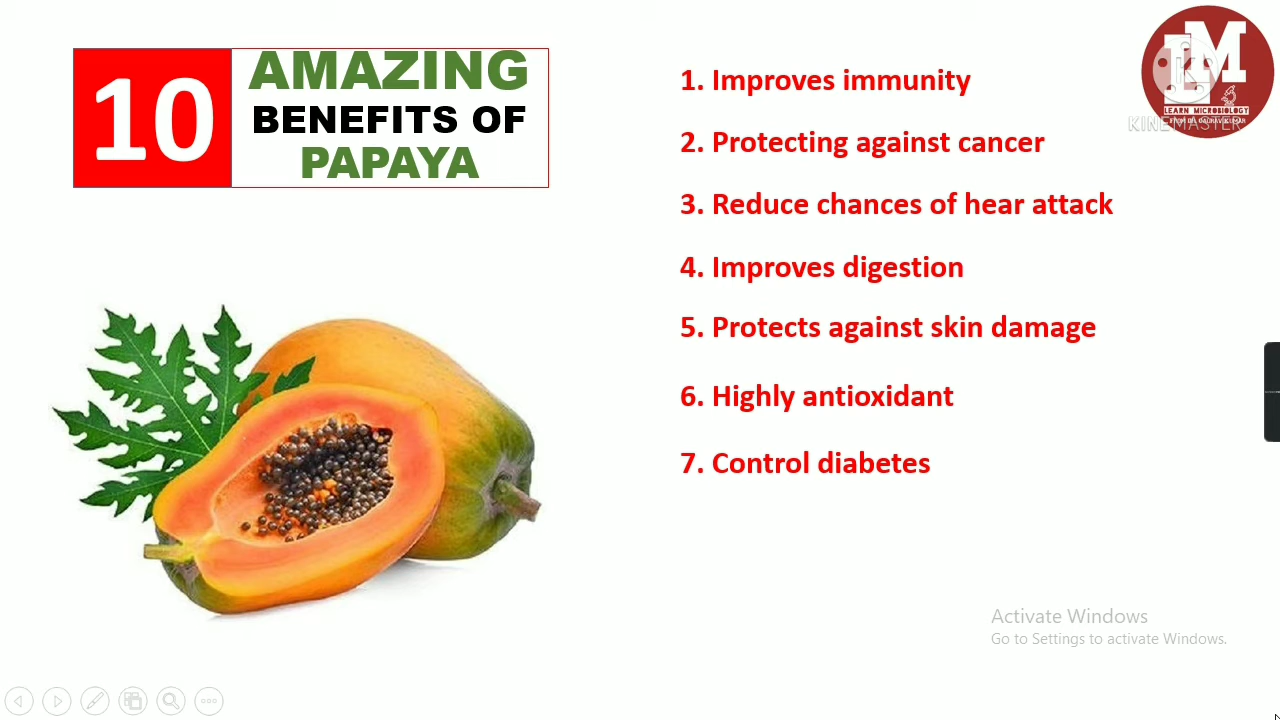 10
AMAZING
BENEFITS OF
PAPAYA
1. Improves immunity
2. Protecting against cancer
3. Reduce chances of hear attack
4. Improves digestion
5. Protects against skin damage
6. Highly antioxidant
7. Control diabetes
LM
LEARN MICROBIOLOGY
KINEMASTER
Activate Windows
Go to Settings to activate Windows.